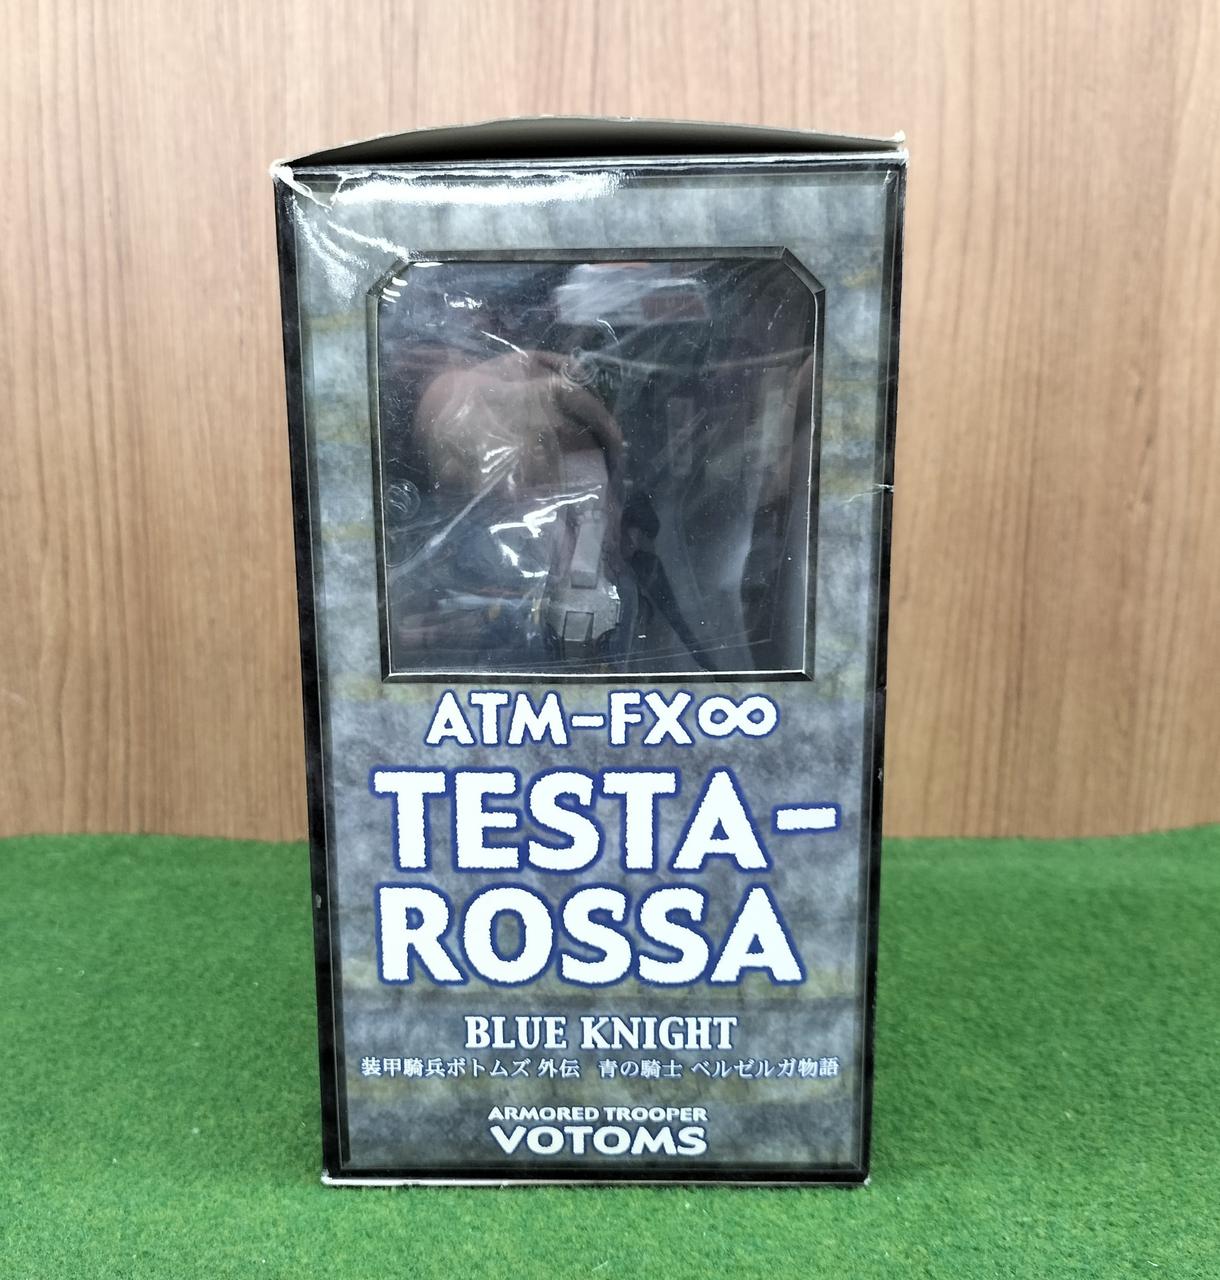 ATM-FX∞
TESTA-
ROSSA
BLUE KNIGHT
装甲騎兵ボトムズ 外伝 青の騎士 ベルゼルガ物語
ARMORED TROOPER
VOTOMS